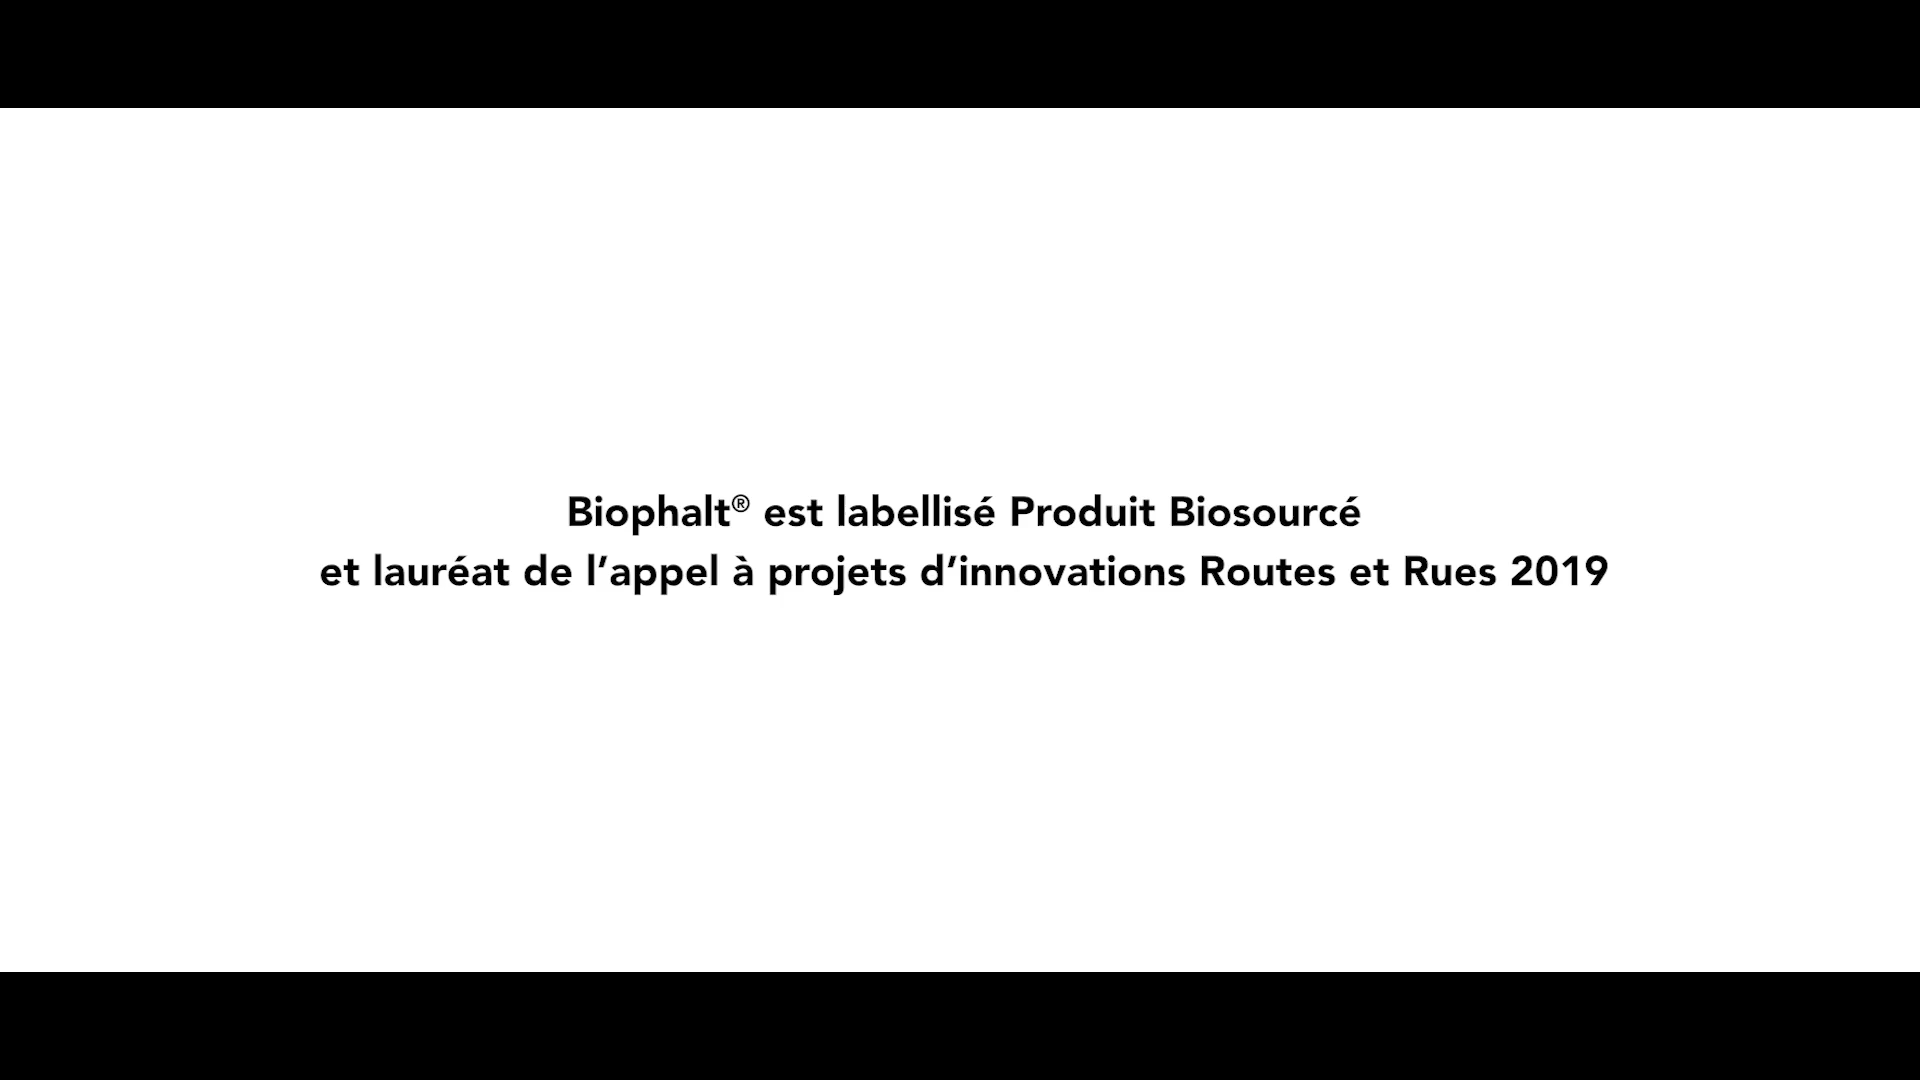 Biophalt® est labellisé Produit Biosourcé
et lauréat de l’appel à projets d’innovations Routes et Rues 2019